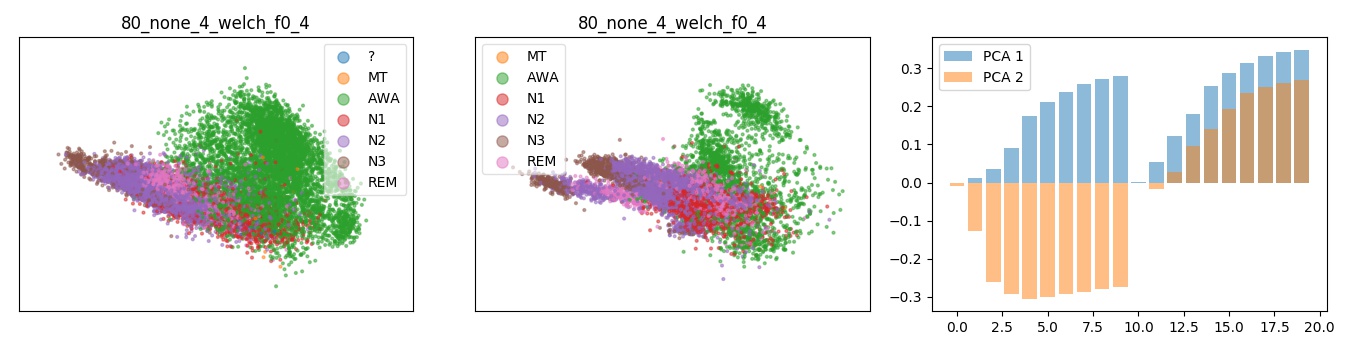 80_none_4_welch_f0_4
?
MT
AWA
N1
N2
N3
REM
80_none_4_welch_f0_4
MT
AWA
N1
N2
N3
REM
PCA 1
PCA 2
0.3
0.2
0.1
0.0
−0.1
−0.2
−0.3
0.0 2.5 5.0 7.5 10.0 12.5 15.0 17.5 20.0